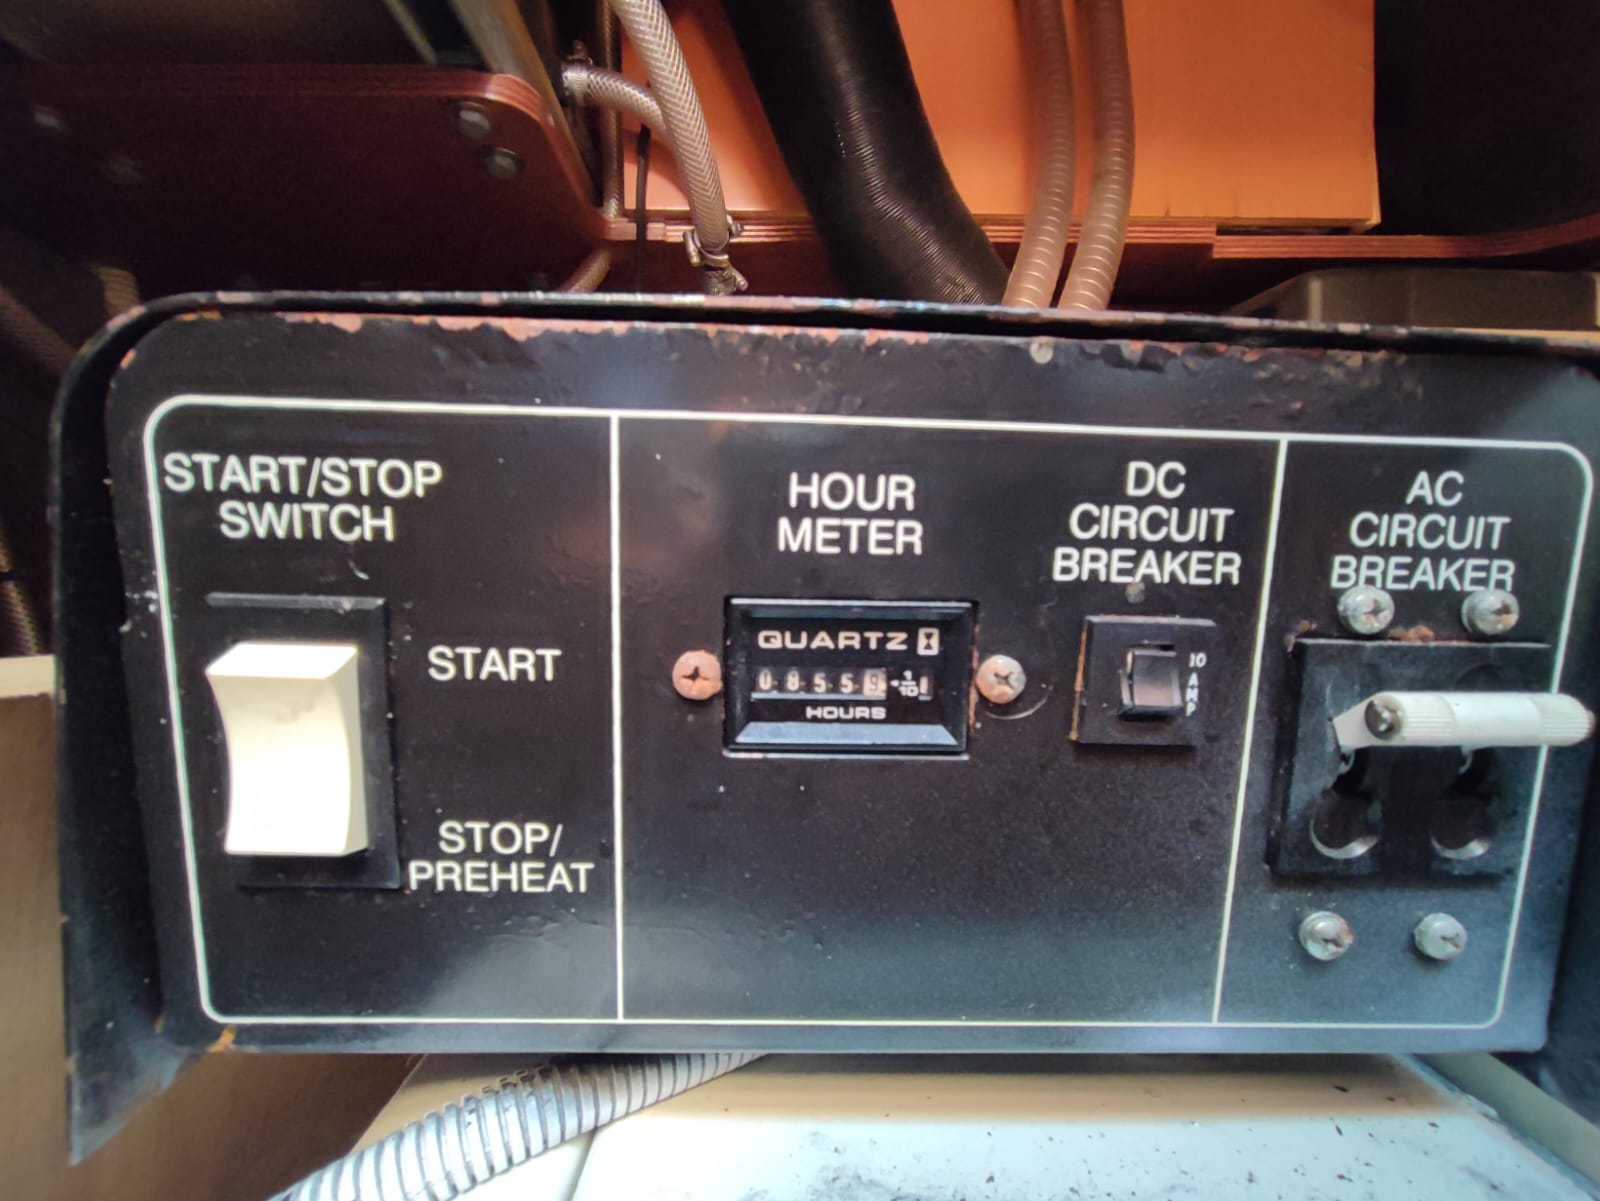 START/STOP
SWITCH
START
STOP/
PREHEAT
HOUR
METER
QUARTZ
08559
1/10
HOURS
DC
CIRCUIT
BREAKER
10
AMP
AC
CIRCUIT
BREAKER